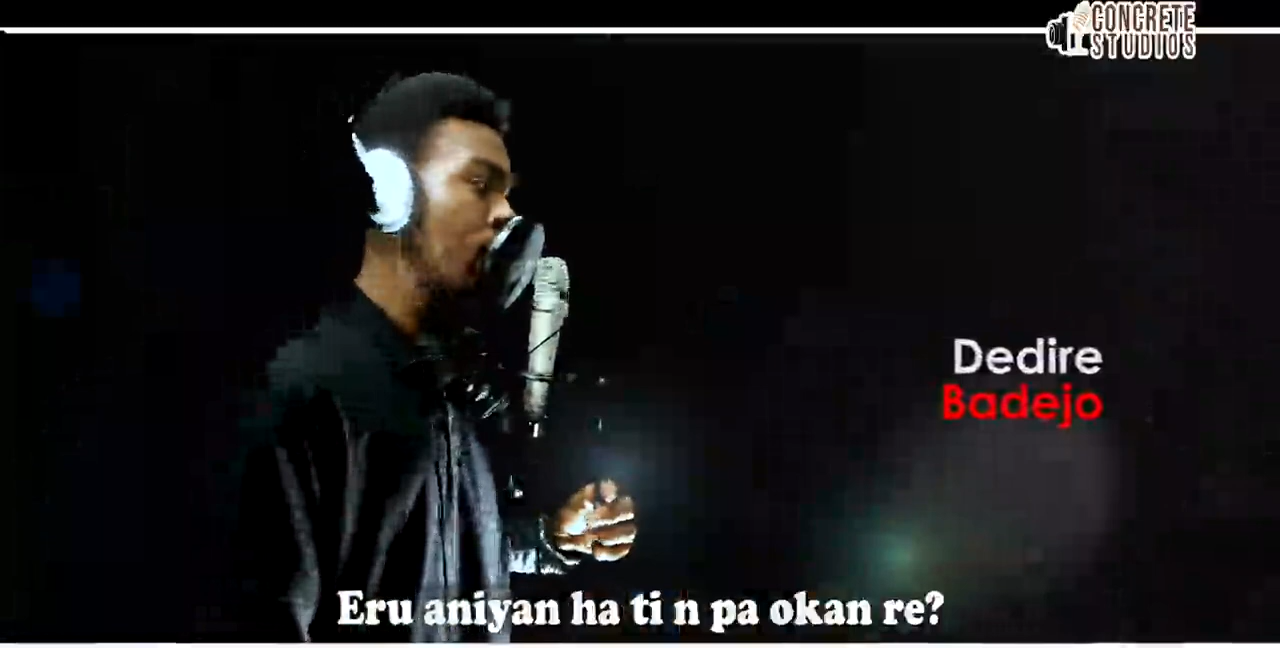 CONCRETE
STUDIOS
Dedire
Badejo
Eru aniyan ha ti n pa okan re?